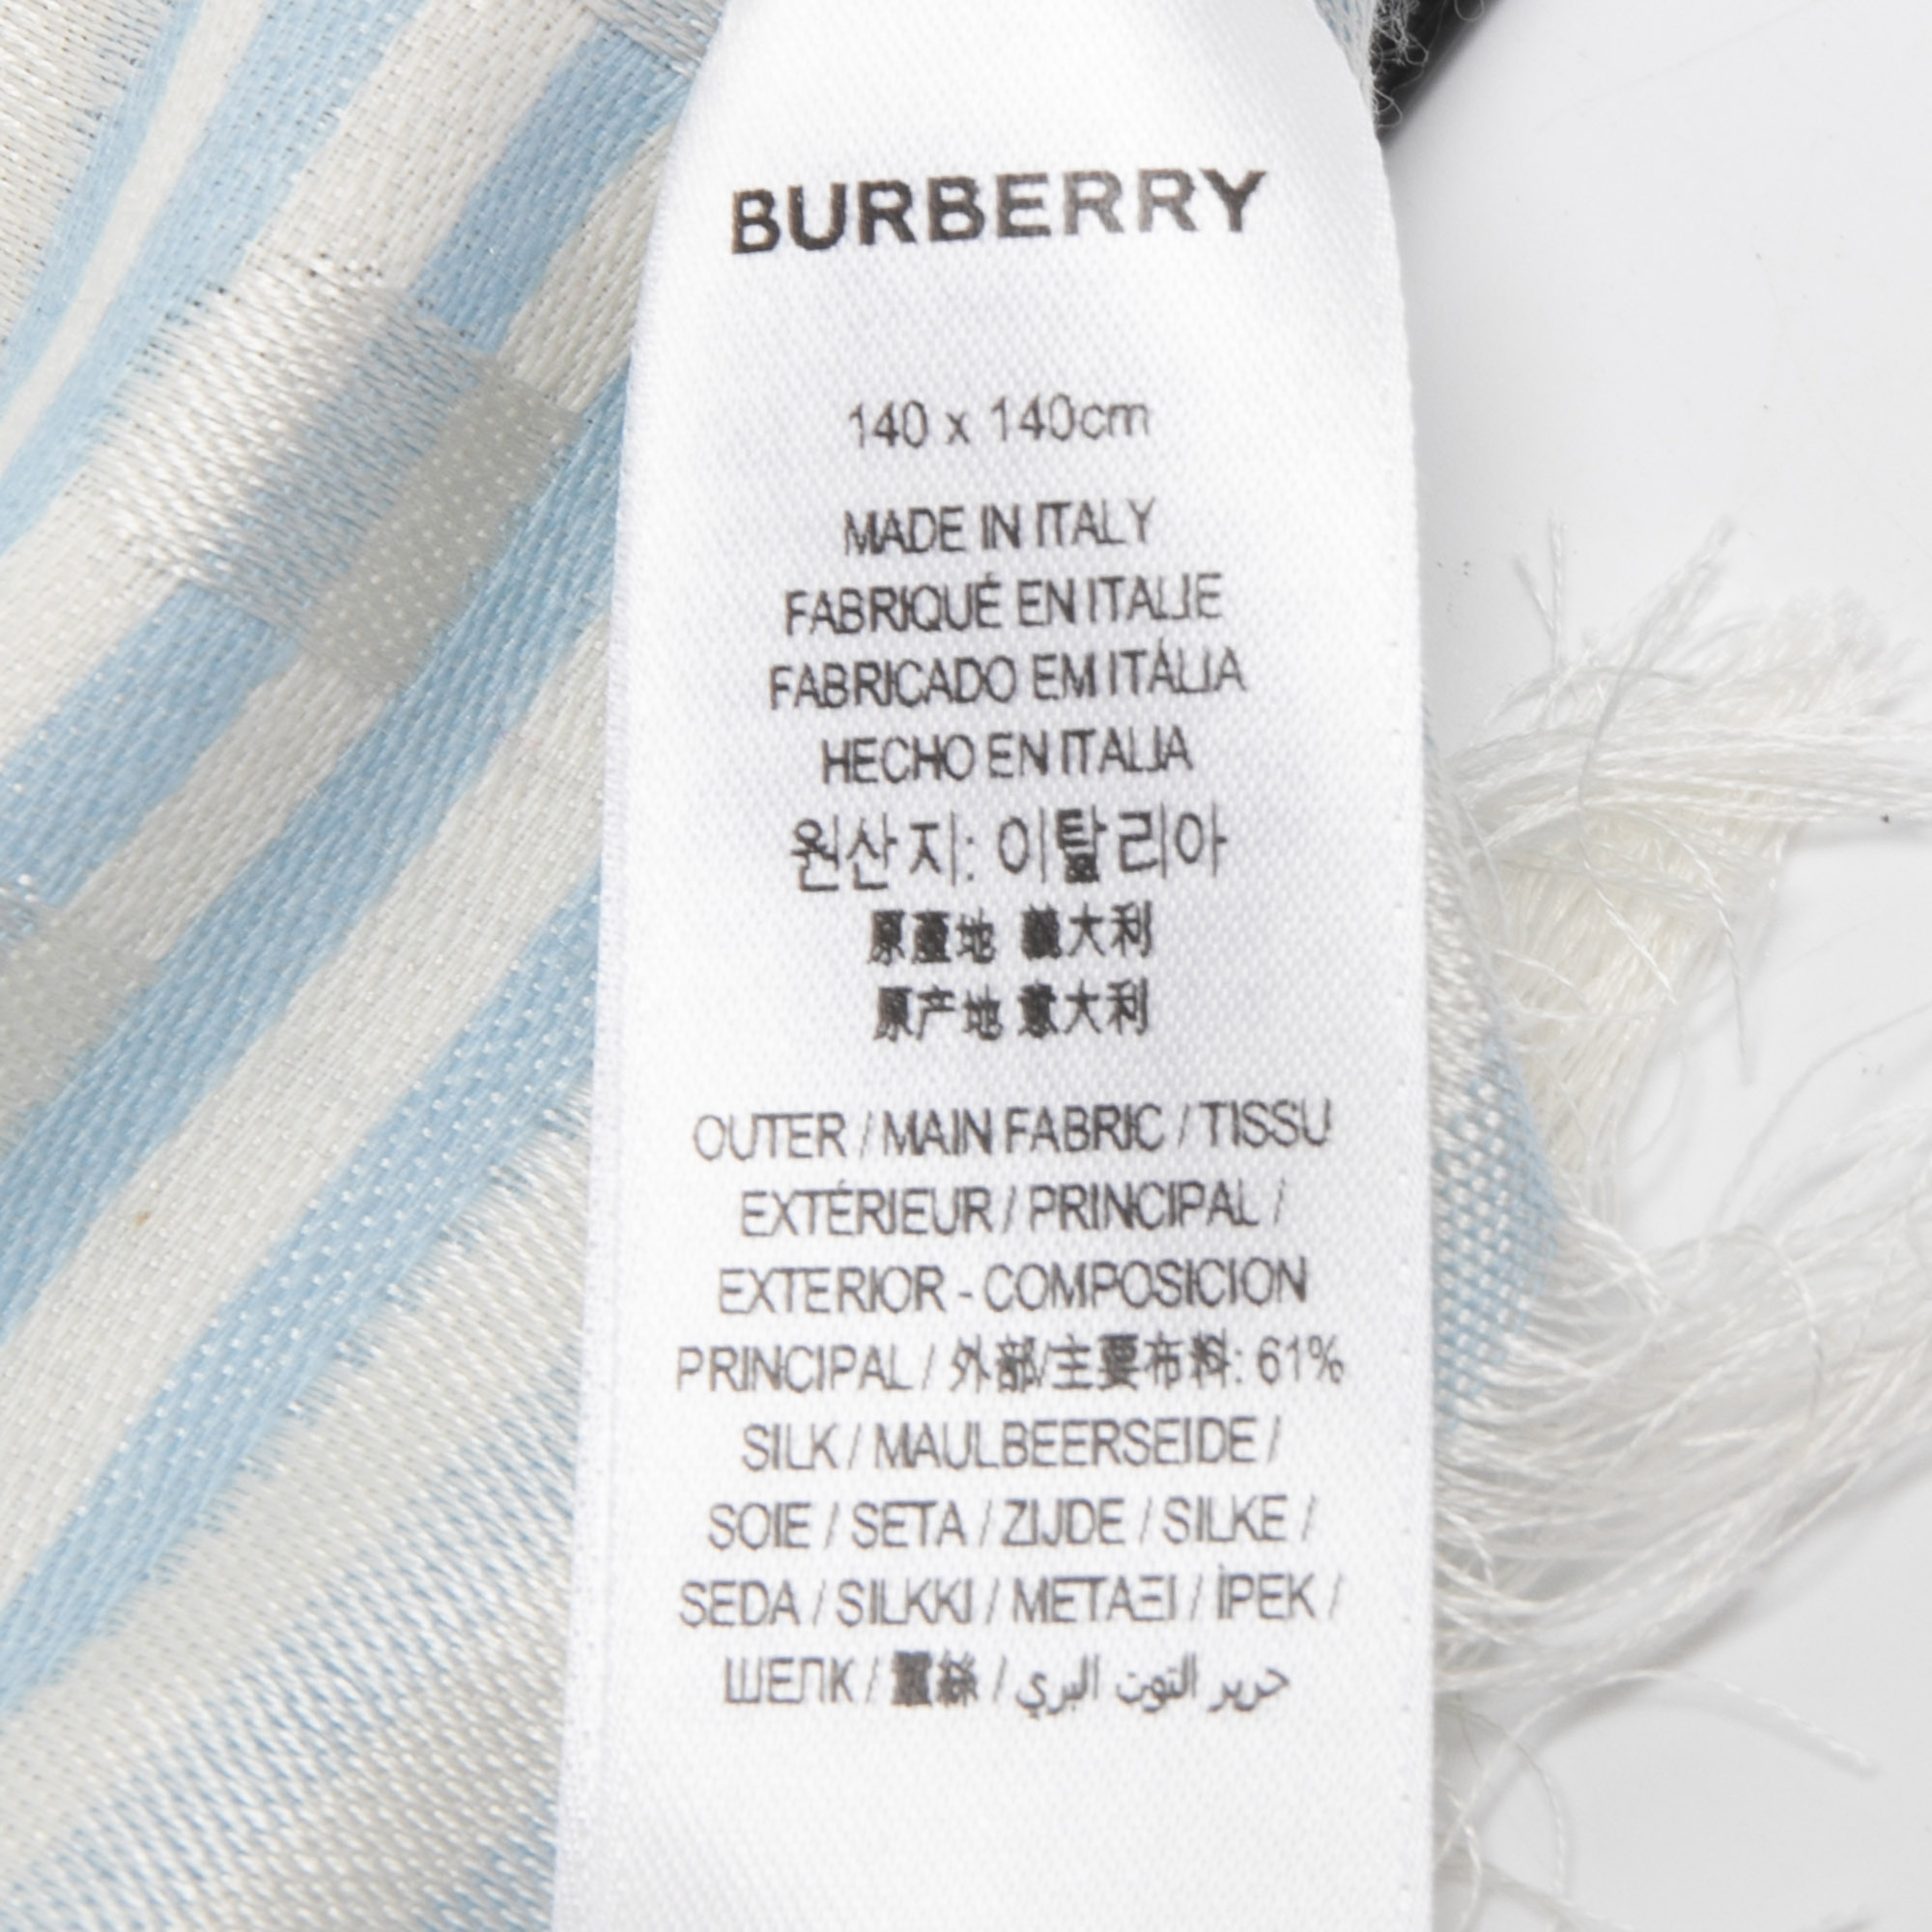 BURBERRY
140 x 140cm
MADE IN ITALY
FABRIQUÉ EN ITALIE
FABRICADO EM ITÁLIA
HECHO EN ITALIA
원산지: 이탈리아
原產地 義大利
原产地 意大利
OUTER / MAIN FABRIC / TISSU
EXTÉRIEUR / PRINCIPAL /
EXTERIOR - COMPOSICION
PRINCIPAL / 外部/主要布料: 61%
SILK / MAULBEERSEIDE /
SOIE / SETA / ZIJDE / SILKE /
SEDA / SILKKI / ΜΕΤΑΞΙ / İPEK /
ШЕЛК / 蠶絲 / حرير التوت البري